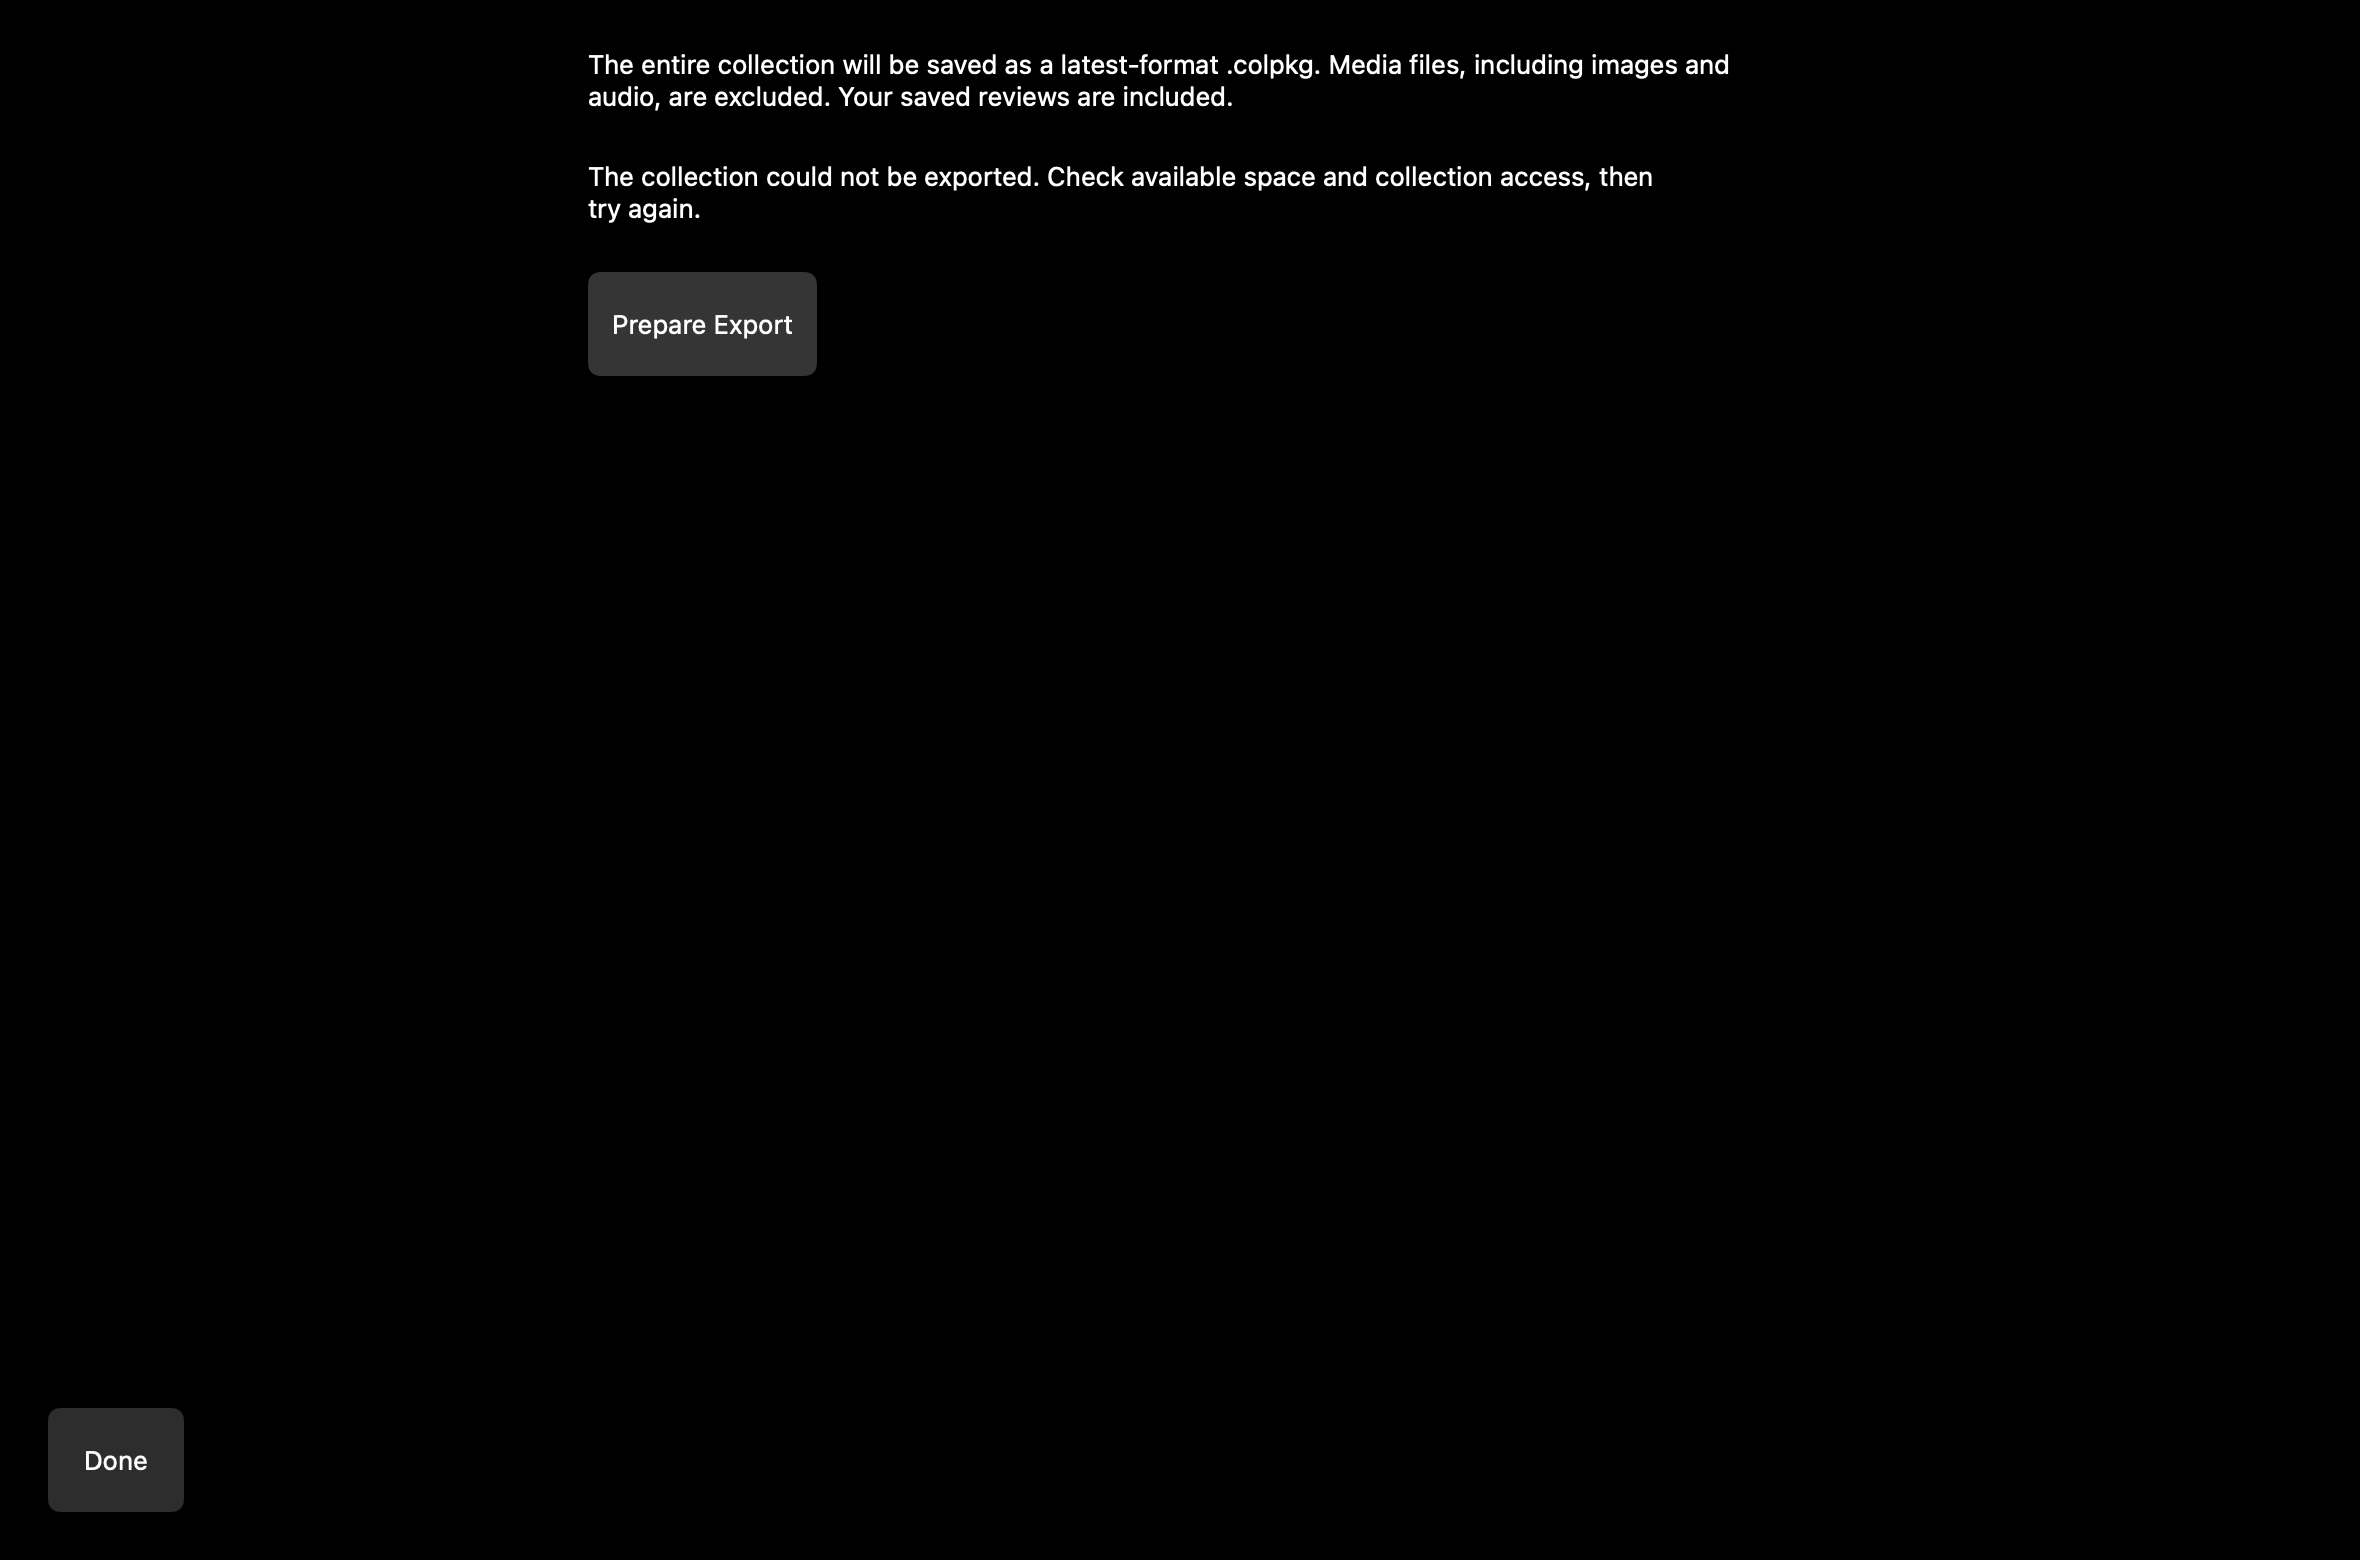 The entire collection will be saved as a latest-format .colpkg. Media files, including images and
audio, are excluded. Your saved reviews are included.
The collection could not be exported. Check available space and collection access, then
try again.
Prepare Export
Done